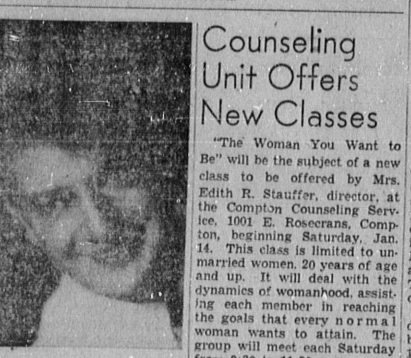 Counseling
Unit Offers
New Classes
"The Woman You Want to
Be" will be the subject of a new
class to be offered by Mrs.
Edith R. Stauffer, director, at
the Compton Counseling Serv-
ice, 1001 E. Rosecrans, Comp-
ton, beginning Saturday, Jan.
14. This class is limited to un-
married women, 20 years of age
and up. It will deal with the
dynamics of womanhood, assist-
ing each member in reaching
the goals that every normal
woman wants to attain. The
group will meet each Saturday